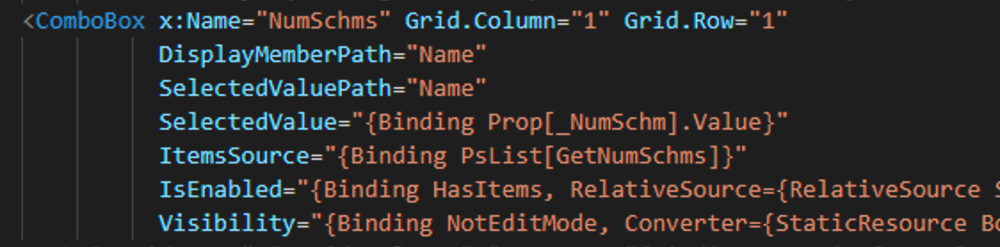 <ComboBox x:Name="NumSchms" Grid.Column="1" Grid.Row="1"
DisplayMemberPath="Name"
SelectedValuePath="Name"
SelectedValue="{Binding Prop[_NumSchm].Value}"
ItemsSource="{Binding PsList[GetNumSchms]}"
IsEnabled="{Binding HasItems, RelativeSource={RelativeSource
Visibility="{Binding NotEditMode, Converter={StaticResource